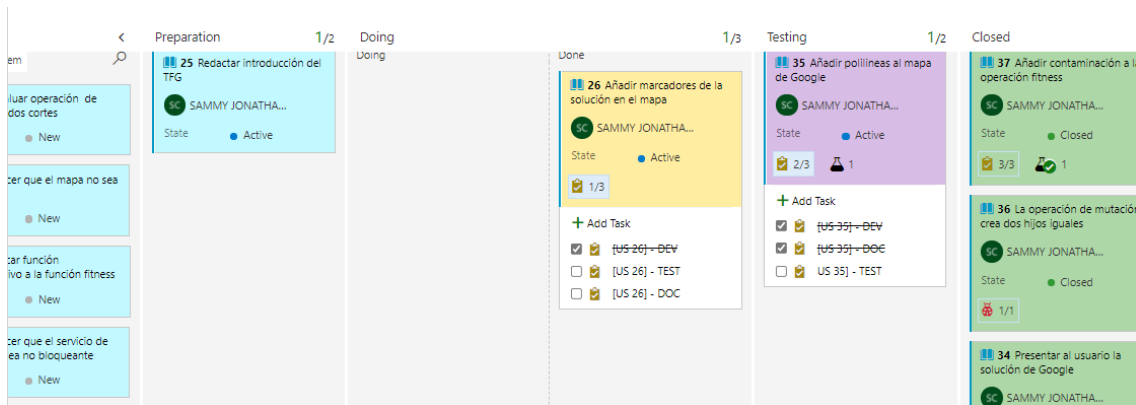 Preparation 1/2
Doing 1/3
Testing 1/2
Closed
em
luar operación de
dos cortes
New
cer que el mapa no sea
New
car función
ivo a la función fitness
New
cer que el servicio de
ea no bloqueante
New
25 Redactar introducción del
TFG
SC SAMMY JONATHA...
State Active
Doing
Done
26 Añadir marcadores de la
solución en el mapa
SC SAMMY JONATHA...
State Active
1/3
+ Add Task
[US 26] - DEV
[US 26] - TEST
[US 26] - DOC
35 Añadir polilineas al mapa
de Google
SC SAMMY JONATHA...
State Active
2/3 1
+ Add Task
[US 35] - DEV
[US 35] - DOC
US 35] - TEST
37 Añadir contaminación a la
operación fitness
SC SAMMY JONATHA...
State Closed
3/3 1
36 La operación de mutación
crea dos hijos iguales
SC SAMMY JONATHA...
State Closed
1/1
34 Presentar al usuario la
solución de Google
SC SAMMY JONATHA...